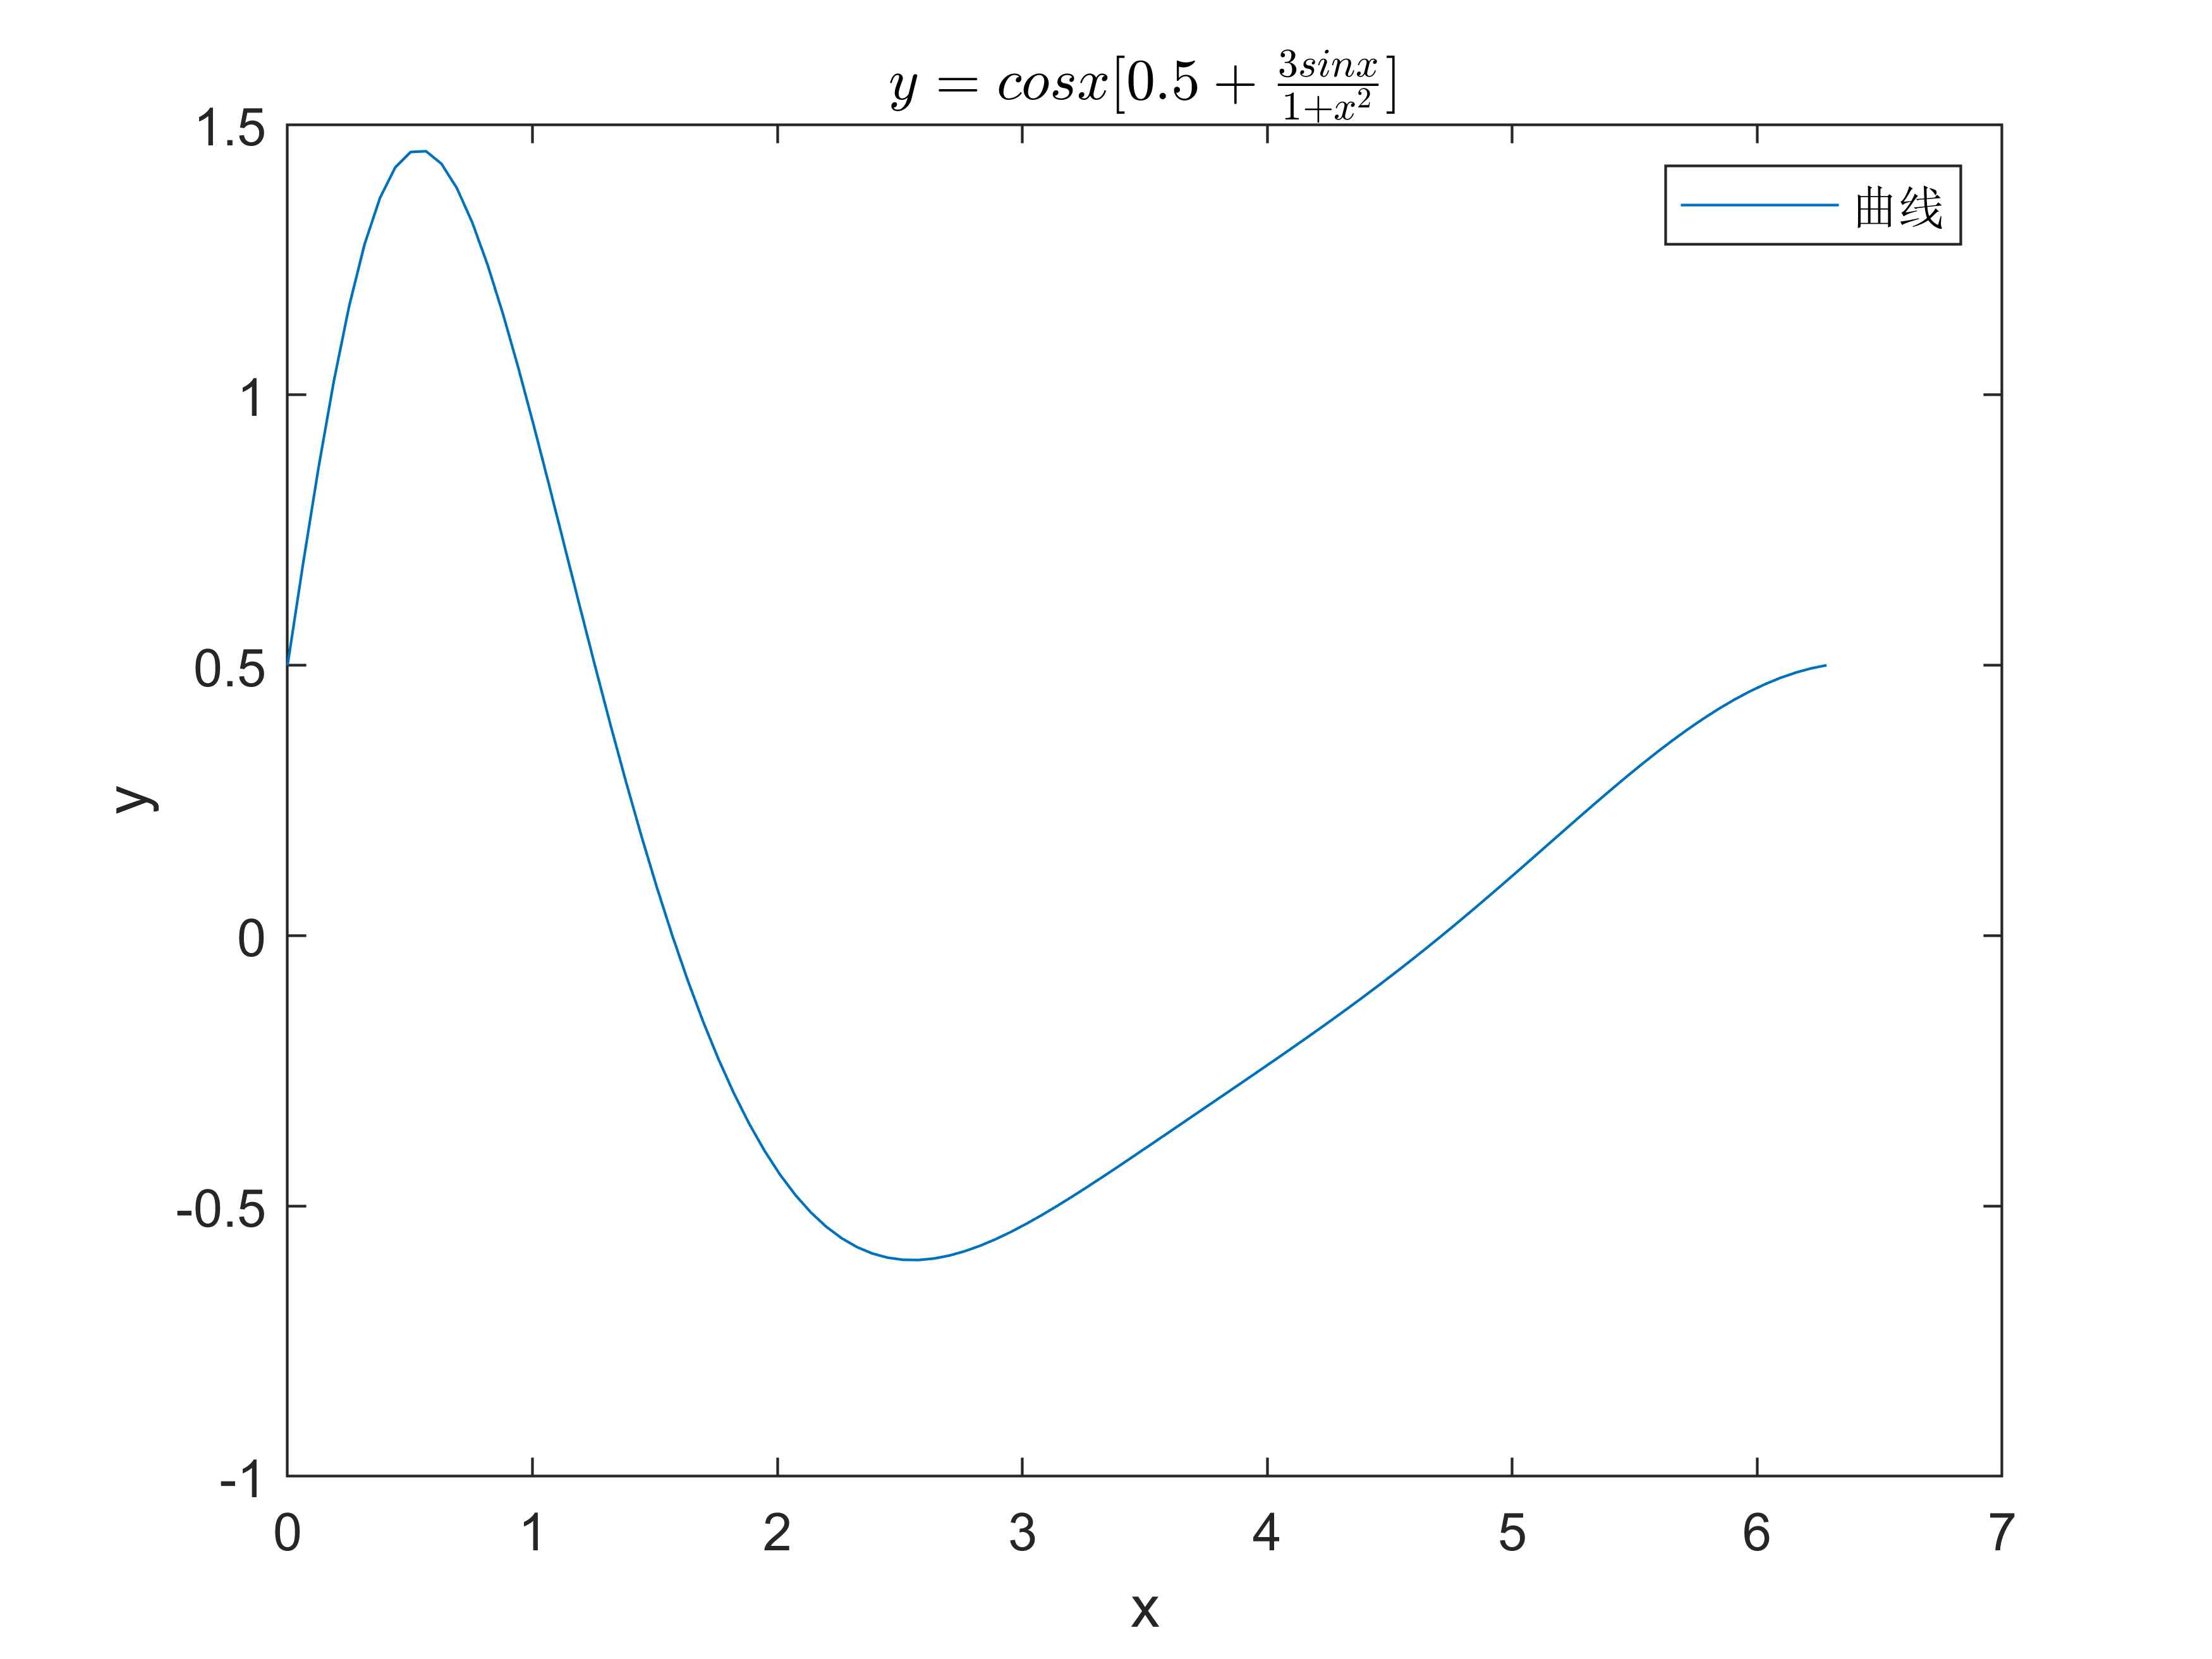 y = cosx[0.5 + \frac{3sinx}{1+x^2}]
曲线
1.5
1
0.5
0
-0.5
-1
y
0 1 2 3 4 5 6 7
x